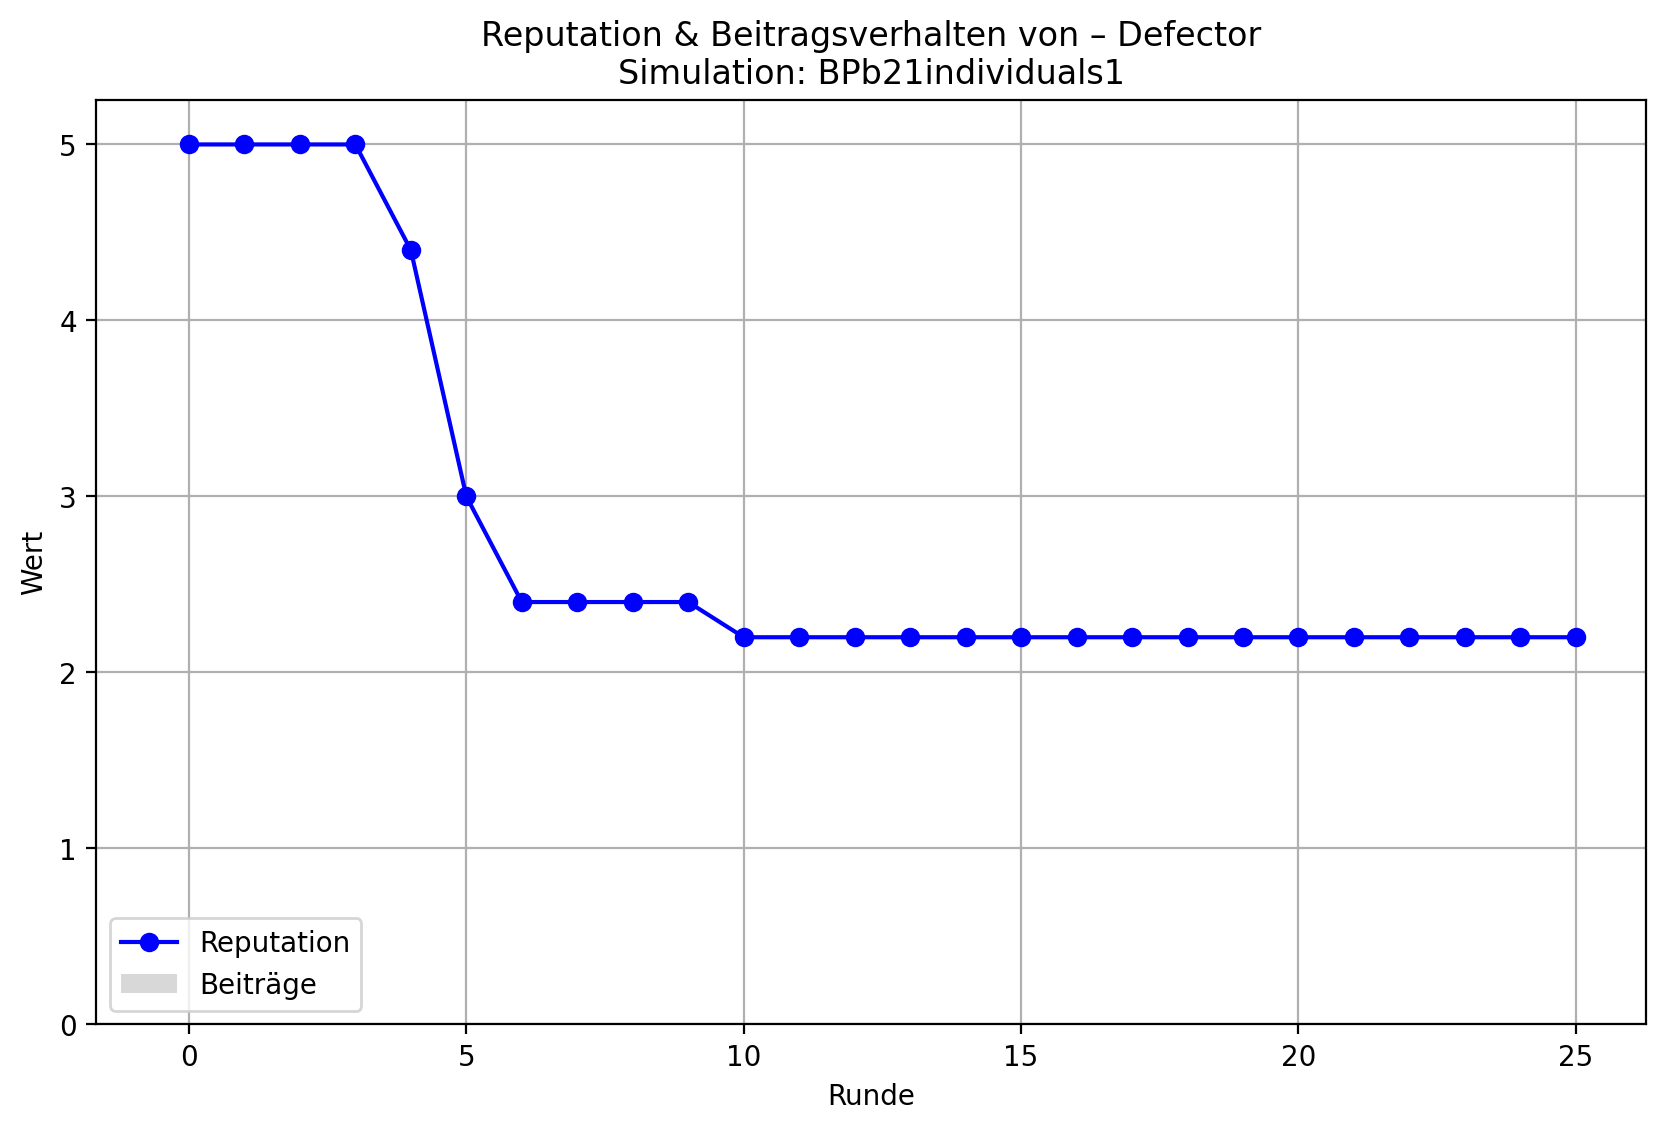 Reputation & Beitragsverhalten von – Defector
Simulation: BPb21individuals1
5
4
3
2
1
0
Wert
Reputation
Beiträge
0 5 10 15 20 25
Runde